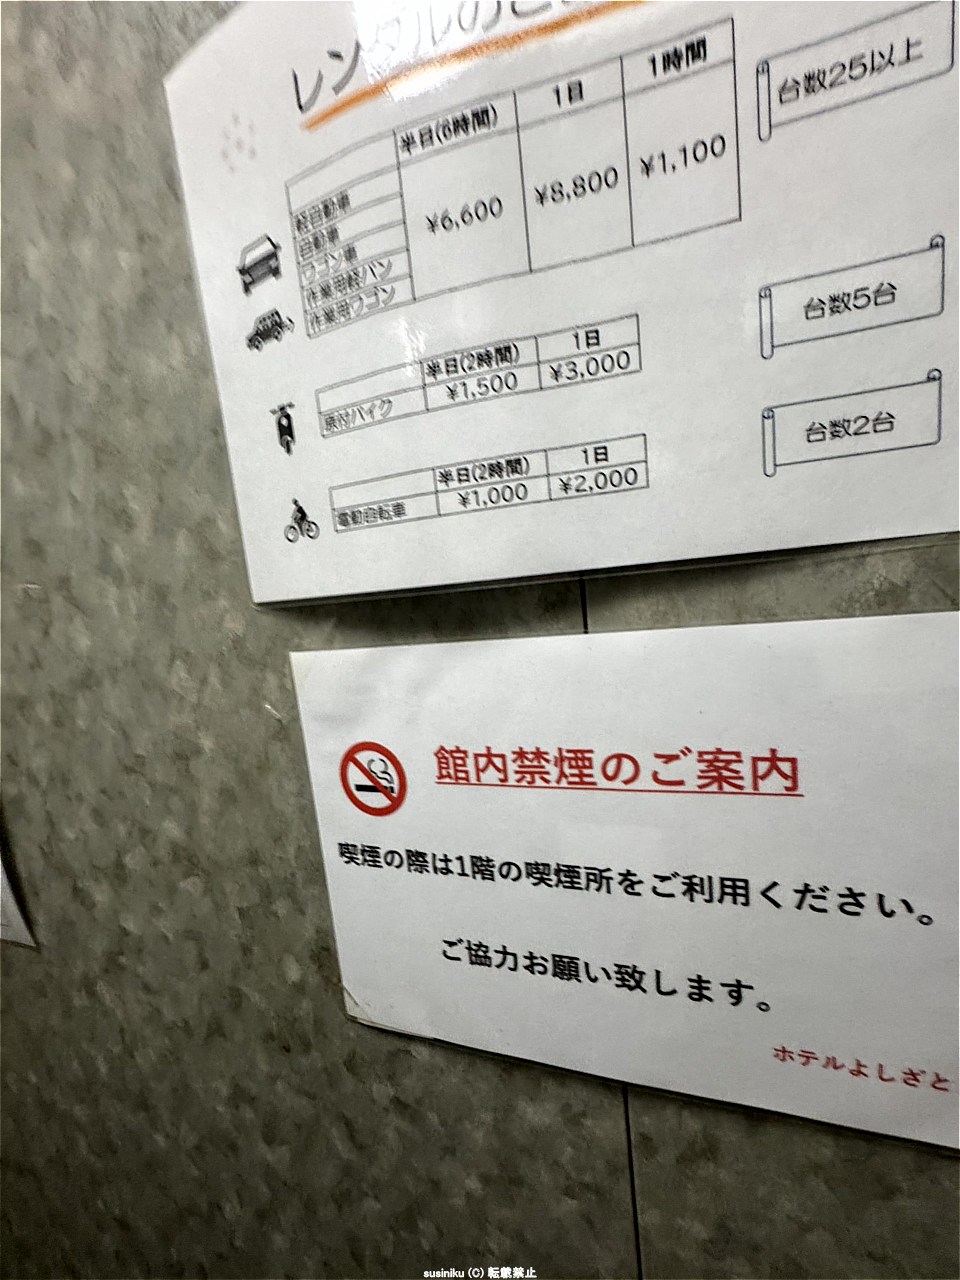 レンタルのご
半日(6時間) 1日 1時間
軽自動車 ¥6,600 ¥8,800 ¥1,100
自動車
ワゴン車
作業用軽バン
作業用ワゴン
台数25以上
半日(2時間) 1日
原付バイク ¥1,500 ¥3,000
台数5台
半日(2時間) 1日
電動自転車 ¥1,000 ¥2,000
台数2台
館内禁煙のご案内
喫煙の際は1階の喫煙所をご利用ください。
ご協力お願い致します。
ホテルよしざと
susiniku (C) 転載禁止